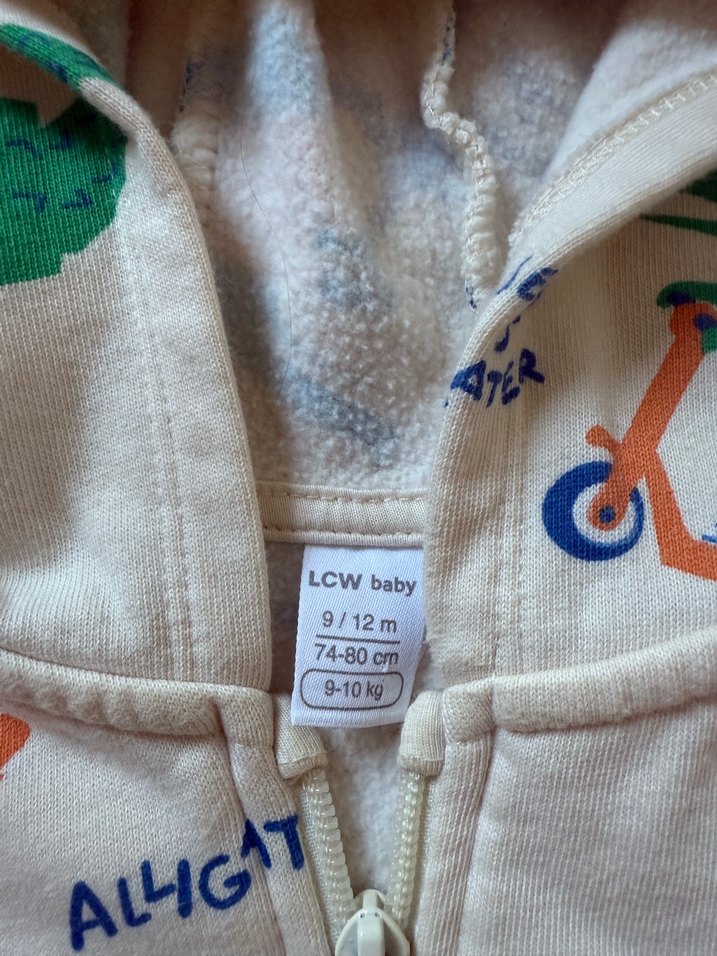 ATER
LCW baby
9 / 12 m
74-80 cm
9-10 kg
ALLIGAT